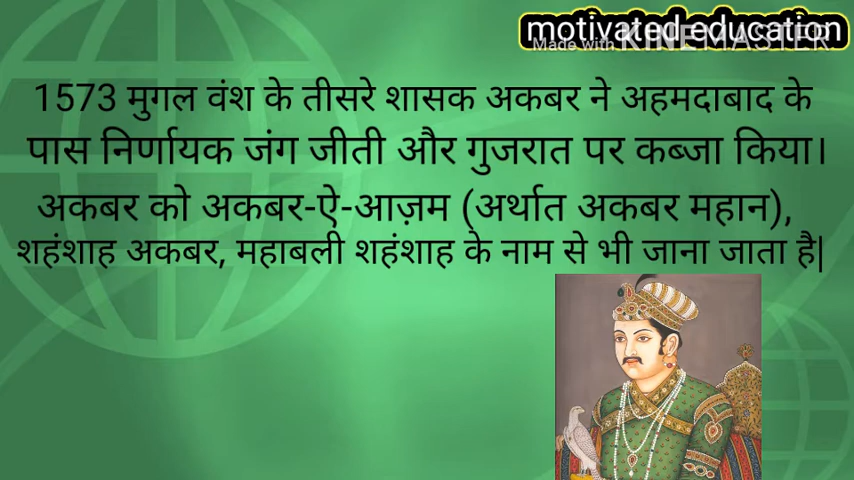 motivated education
Made with KINEMASTER
1573 मुगल वंश के तीसरे शासक अकबर ने अहमदाबाद के
पास निर्णायक जंग जीती और गुजरात पर कब्जा किया।
अकबर को अकबर-ऐ-आज़म (अर्थात अकबर महान),
शहंशाह अकबर, महाबली शहंशाह के नाम से भी जाना जाता है|